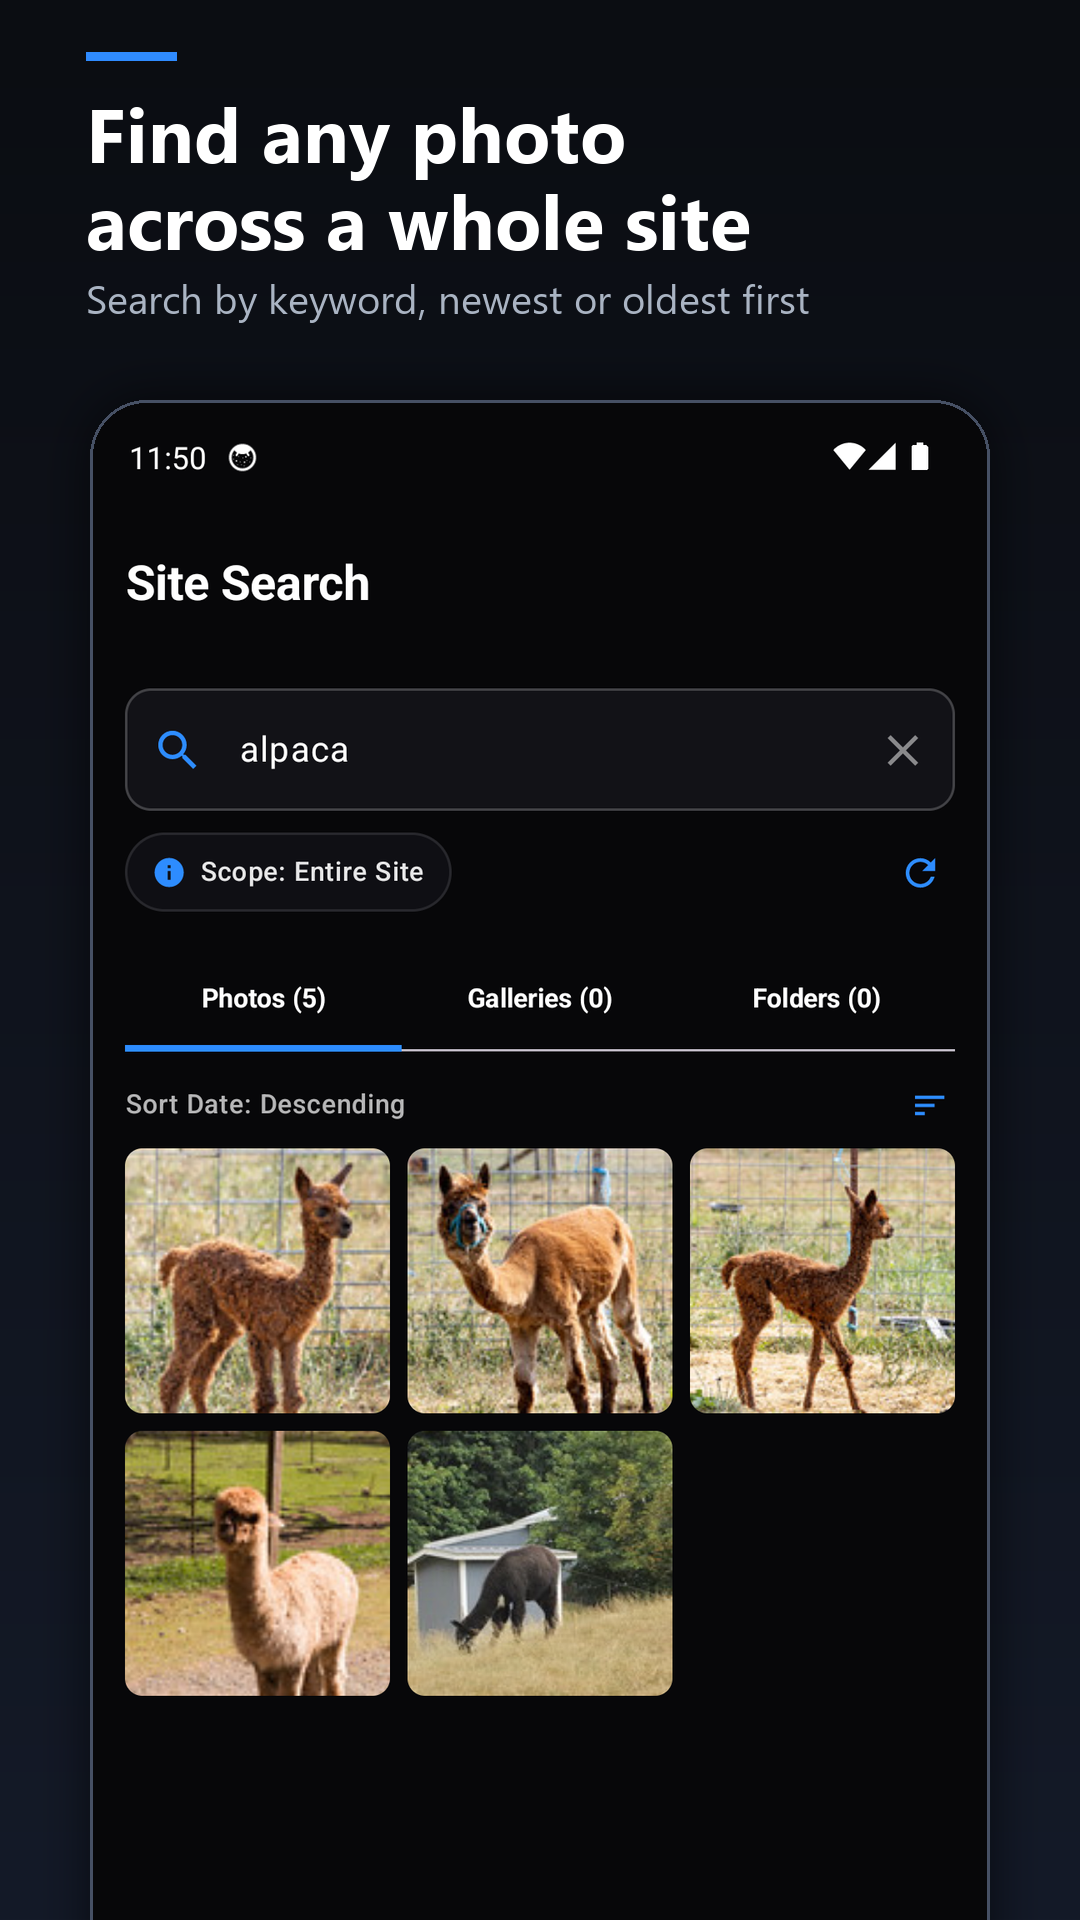 Find any photo
across a whole site
Search by keyword, newest or oldest first
11:50
Site Search
alpaca
Scope: Entire Site
Photos (5)
Galleries (0)
Folders (0)
Sort Date: Descending